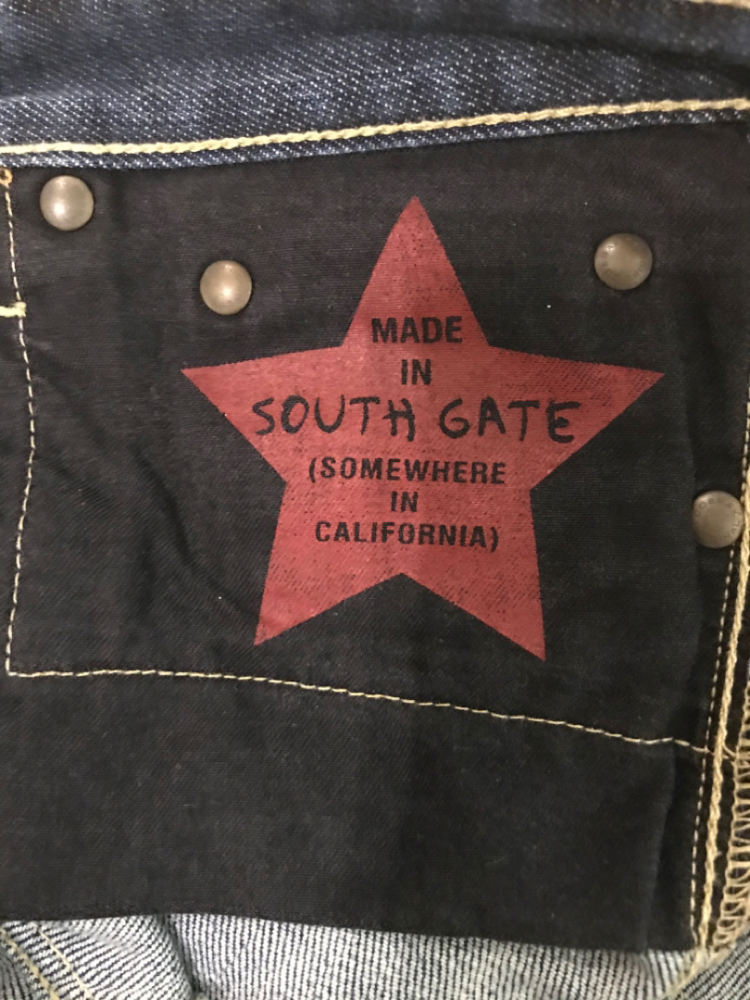 MADE
IN
SOUTH GATE
(SOMEWHERE
IN
CALIFORNIA)